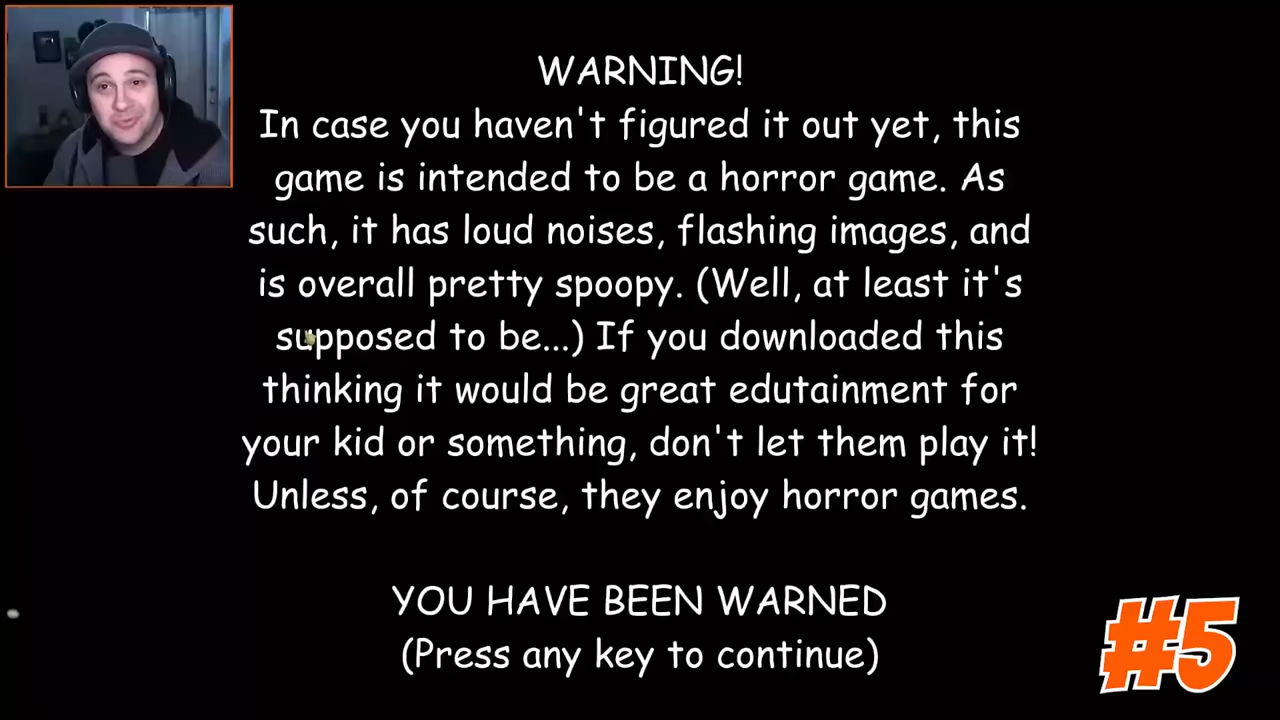 WARNING!
In case you haven't figured it out yet, this
game is intended to be a horror game. As
such, it has loud noises, flashing images, and
is overall pretty spoopy. (Well, at least it's
supposed to be...) If you downloaded this
thinking it would be great edutainment for
your kid or something, don't let them play it!
Unless, of course, they enjoy horror games.
YOU HAVE BEEN WARNED
(Press any key to continue)
#5